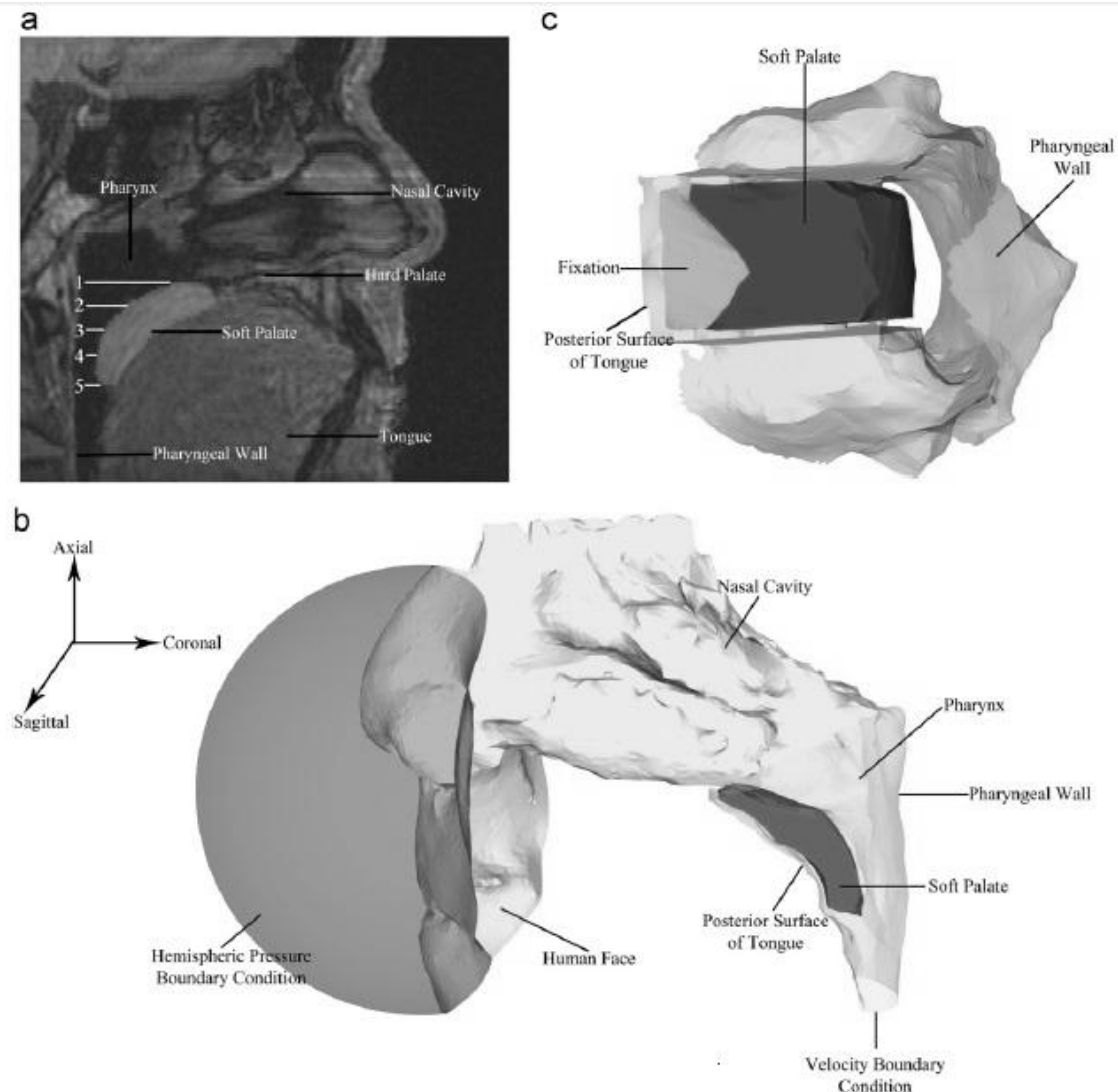 a
Pharynx
Nasal Cavity
Hard Palate
1
2
3
Soft Palate
4
5
Tongue
Pharyngeal Wall
c
Soft Palate
Pharyngeal
Wall
Fixation
Posterior Surface
of Tongue
b
Axial
Coronal
Sagittal
Nasal Cavity
Pharynx
Pharyngeal Wall
Soft Palate
Posterior Surface
of Tongue
Human Face
Hemispheric Pressure
Boundary Condition
Velocity Boundary
Condition